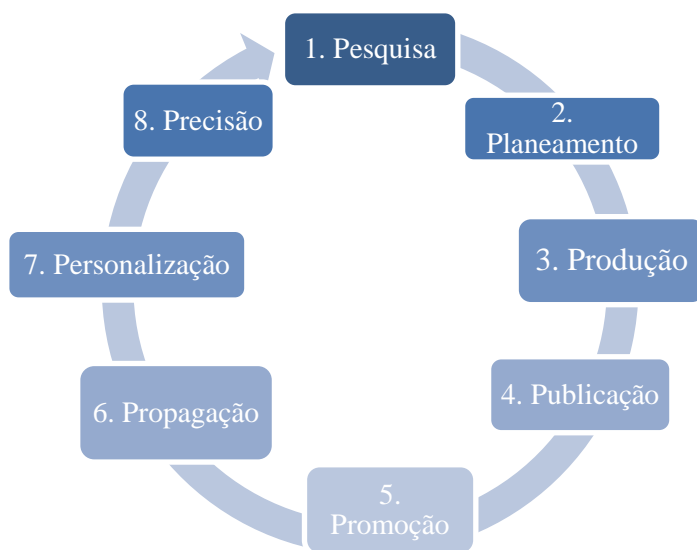 1. Pesquisa
2.
Planeamento
3. Produção
4. Publicação
5.
Promoção
6. Propagação
7. Personalização
8. Precisão